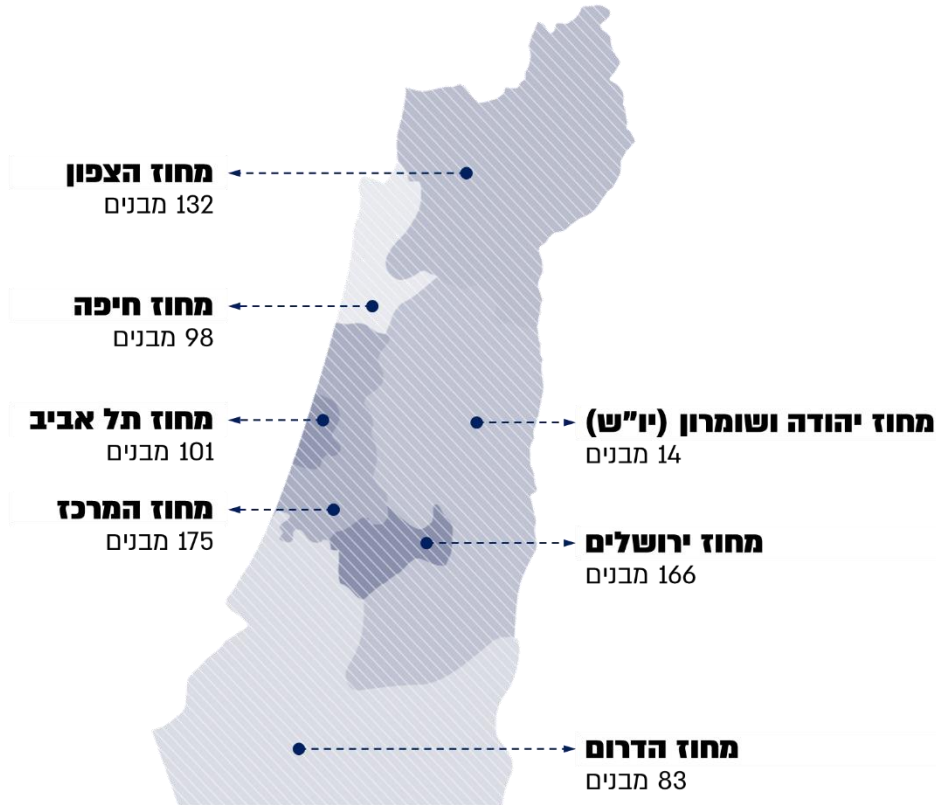 מחוז הצפון
132 מבנים
מחוז חיפה
98 מבנים
מחוז תל אביב
101 מבנים
מחוז יהודה ושומרון (יו"ש)
14 מבנים
מחוז המרכז
175 מבנים
מחוז ירושלים
166 מבנים
מחוז הדרום
83 מבנים